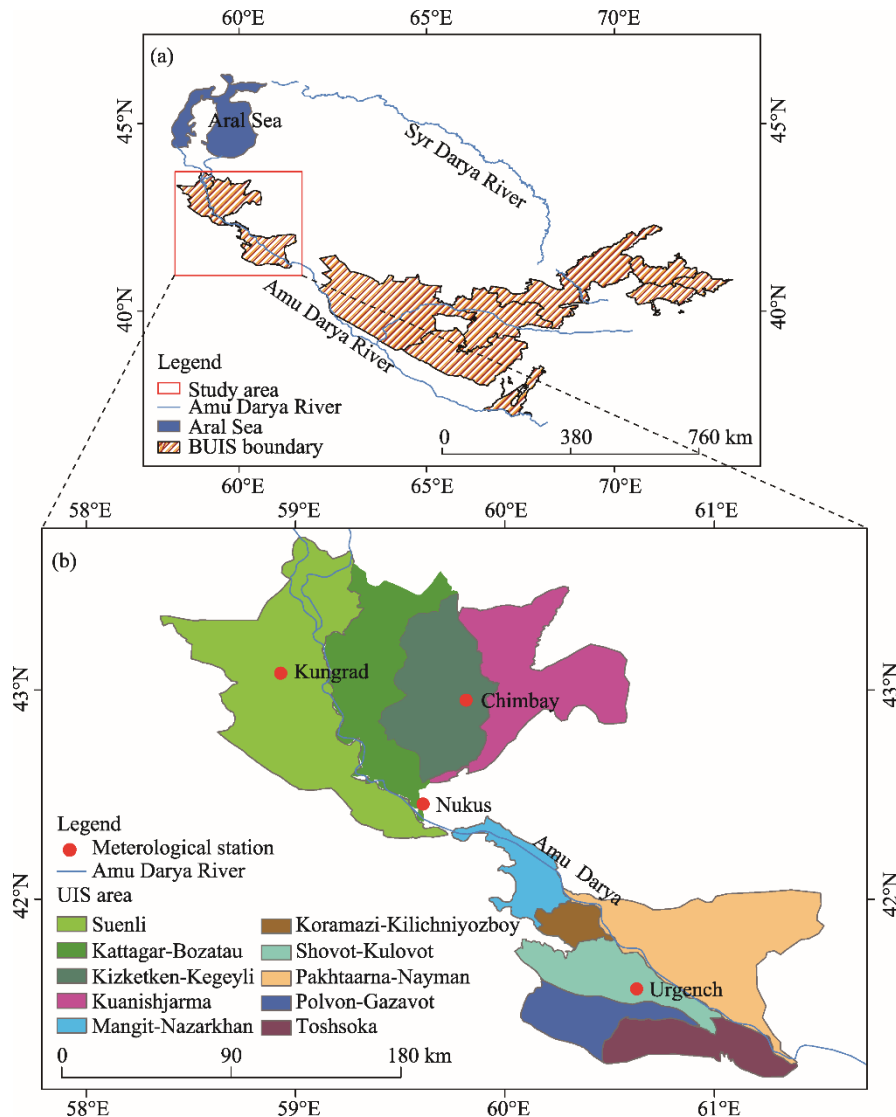 60°E 65°E 70°E
(a)
45°N
45°N
Aral Sea
Syr Darya River
40°N
40°N
Amu Darya River
Legend
Study area
Amu Darya River
Aral Sea
BUIS boundary
0 380 760 km
60°E 65°E 70°E
58°E 59°E 60°E 61°E
(b)
43°N
43°N
Kungrad
Chimbay
Nukus
Amu Darya
42°N
42°N
Urgench
Legend
Meterological station
Amu Darya River
UIS area
Suenli
Kattagar-Bozatau
Kizketken-Kegeyli
Kuanishjarma
Mangit-Nazarkhan
Koramazi-Kilichniyozboy
Shovot-Kulovot
Pakhtaarna-Nayman
Polvon-Gazavot
Toshsoka
0 90 180 km
58°E 59°E 60°E 61°E